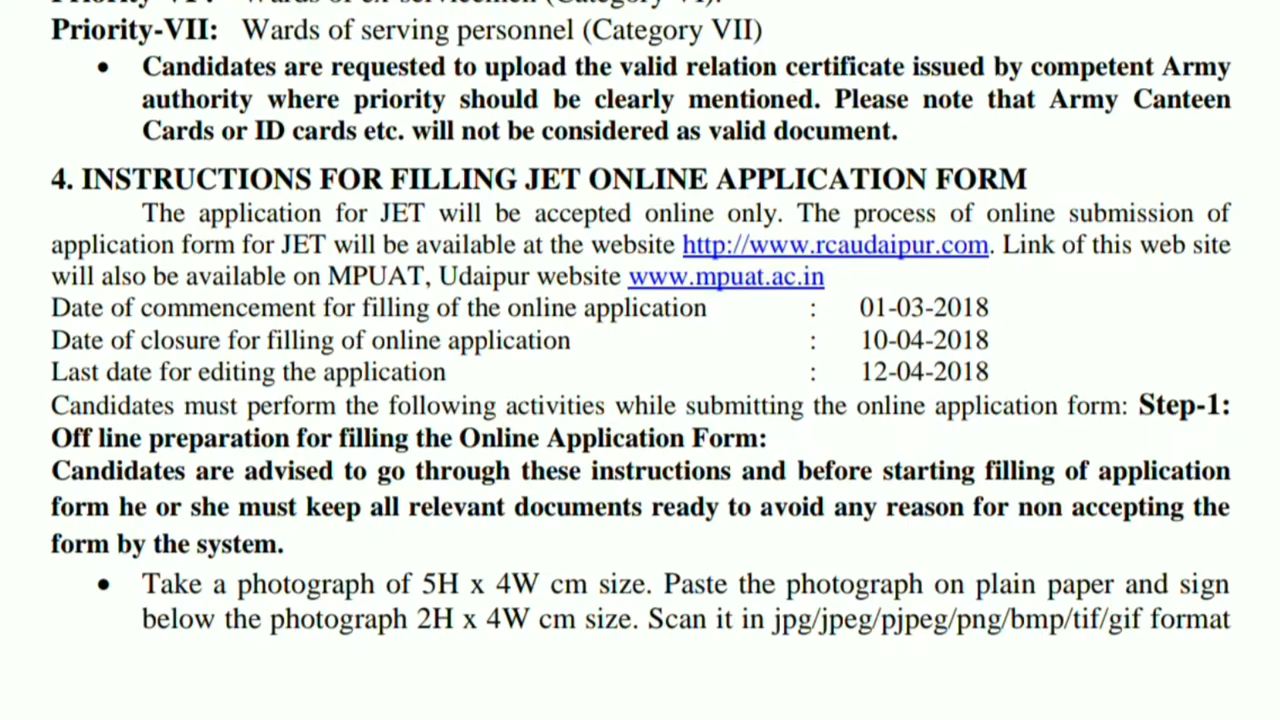 Priority-VII: Wards of serving personnel (Category VII)
• Candidates are requested to upload the valid relation certificate issued by competent Army
authority where priority should be clearly mentioned. Please note that Army Canteen
Cards or ID cards etc. will not be considered as valid document.
4. INSTRUCTIONS FOR FILLING JET ONLINE APPLICATION FORM
The application for JET will be accepted online only. The process of online submission of
application form for JET will be available at the website http://www.rcaudaipur.com. Link of this web site
will also be available on MPUAT, Udaipur website www.mpuat.ac.in
Date of commencement for filling of the online application : 01-03-2018
Date of closure for filling of online application : 10-04-2018
Last date for editing the application : 12-04-2018
Candidates must perform the following activities while submitting the online application form: Step-1:
Off line preparation for filling the Online Application Form:
Candidates are advised to go through these instructions and before starting filling of application
form he or she must keep all relevant documents ready to avoid any reason for non accepting the
form by the system.
• Take a photograph of 5H x 4W cm size. Paste the photograph on plain paper and sign
below the photograph 2H x 4W cm size. Scan it in jpg/jpeg/pjpeg/png/bmp/tif/gif format